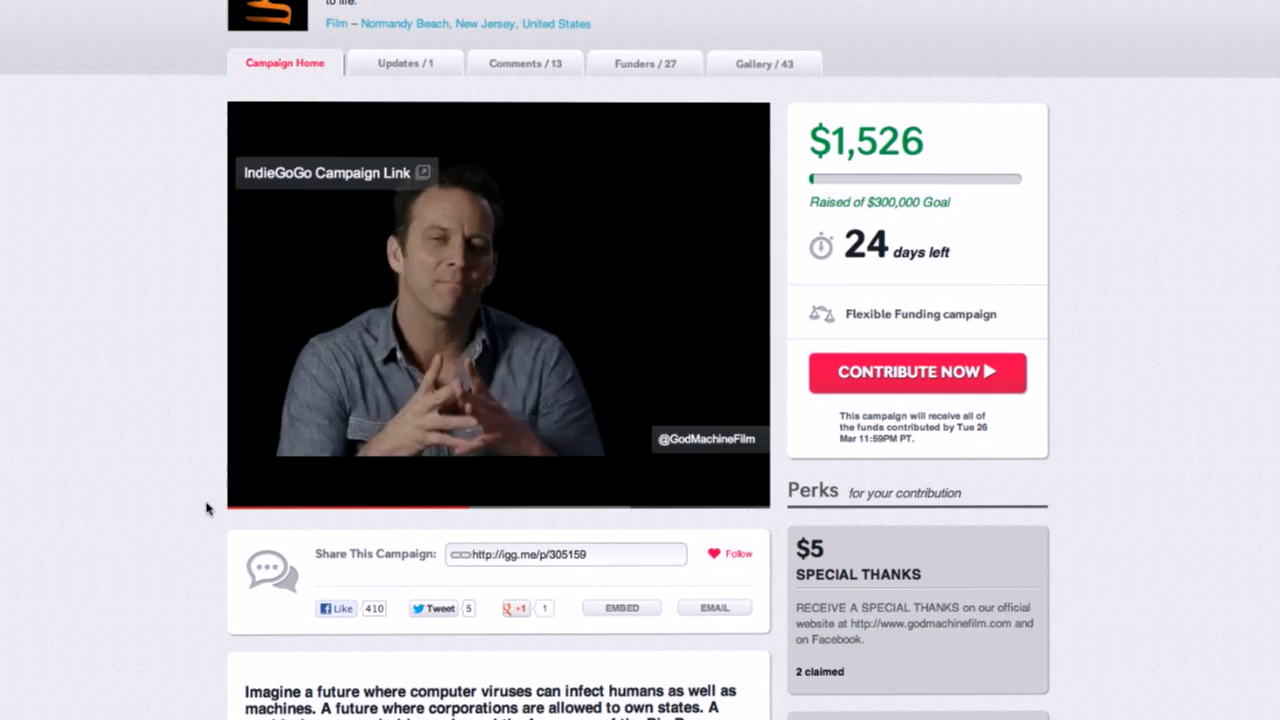 to life.
Film – Normandy Beach, New Jersey, United States
Campaign Home
Updates / 1
Comments / 13
Funders / 27
Gallery / 43
IndieGoGo Campaign Link
@GodMachineFilm
$1,526
Raised of $300,000 Goal
24 days left
Flexible Funding campaign
CONTRIBUTE NOW
This campaign will receive all of
the funds contributed by Tue 26
Mar 11:59PM PT.
Perks for your contribution
$5
SPECIAL THANKS
RECEIVE A SPECIAL THANKS on our official
website at http://www.godmachinefilm.com and
on Facebook.
2 claimed
Share This Campaign: http://igg.me/p/305159
Follow
Like 410
Tweet 5
+1 1
EMBED
EMAIL
Imagine a future where computer viruses can infect humans as well as
machines. A future where corporations are allowed to own states. A